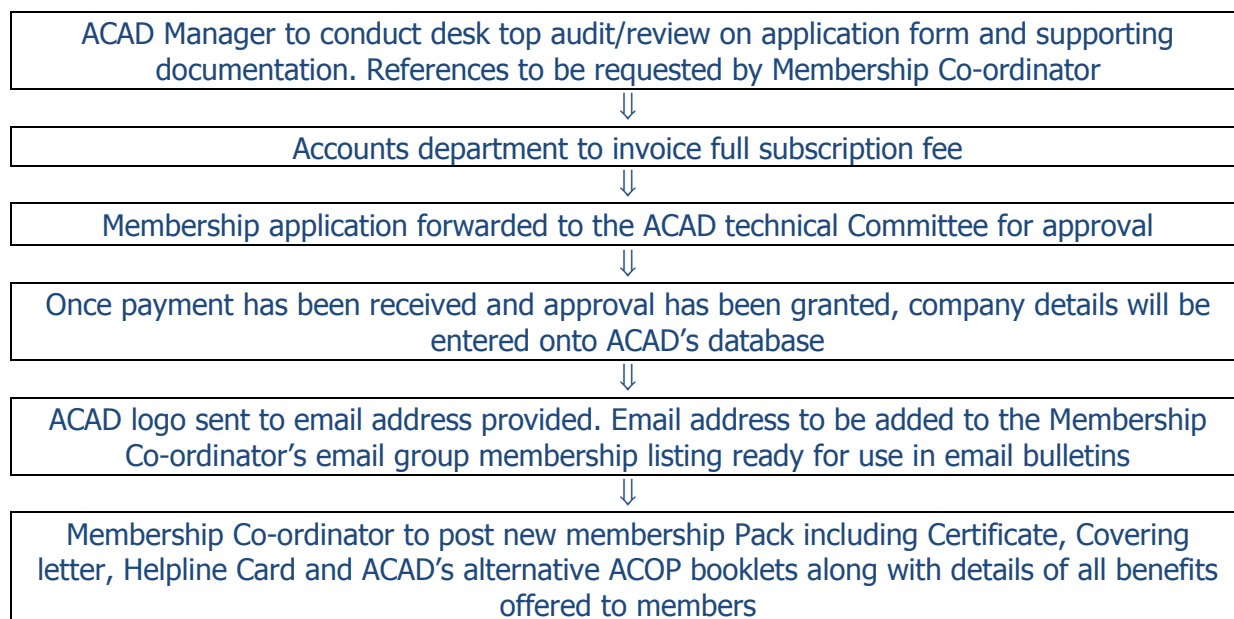 ACAD Manager to conduct desk top audit/review on application form and supporting
documentation. References to be requested by Membership Co-ordinator
⇓
Accounts department to invoice full subscription fee
⇓
Membership application forwarded to the ACAD technical Committee for approval
⇓
Once payment has been received and approval has been granted, company details will be
entered onto ACAD’s database
⇓
ACAD logo sent to email address provided. Email address to be added to the Membership
Co-ordinator’s email group membership listing ready for use in email bulletins
⇓
Membership Co-ordinator to post new membership Pack including Certificate, Covering
letter, Helpline Card and ACAD’s alternative ACOP booklets along with details of all benefits
offered to members